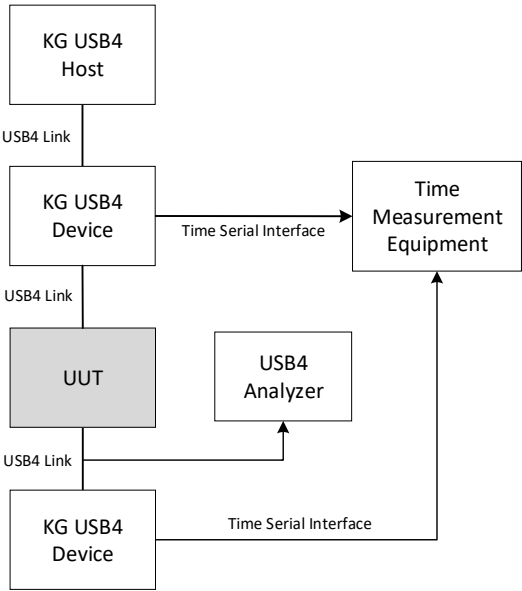 KG USB4
Host
USB4 Link
KG USB4
Device
Time Serial Interface
Time
Measurement
Equipment
USB4 Link
UUT
USB4
Analyzer
USB4 Link
KG USB4
Device
Time Serial Interface